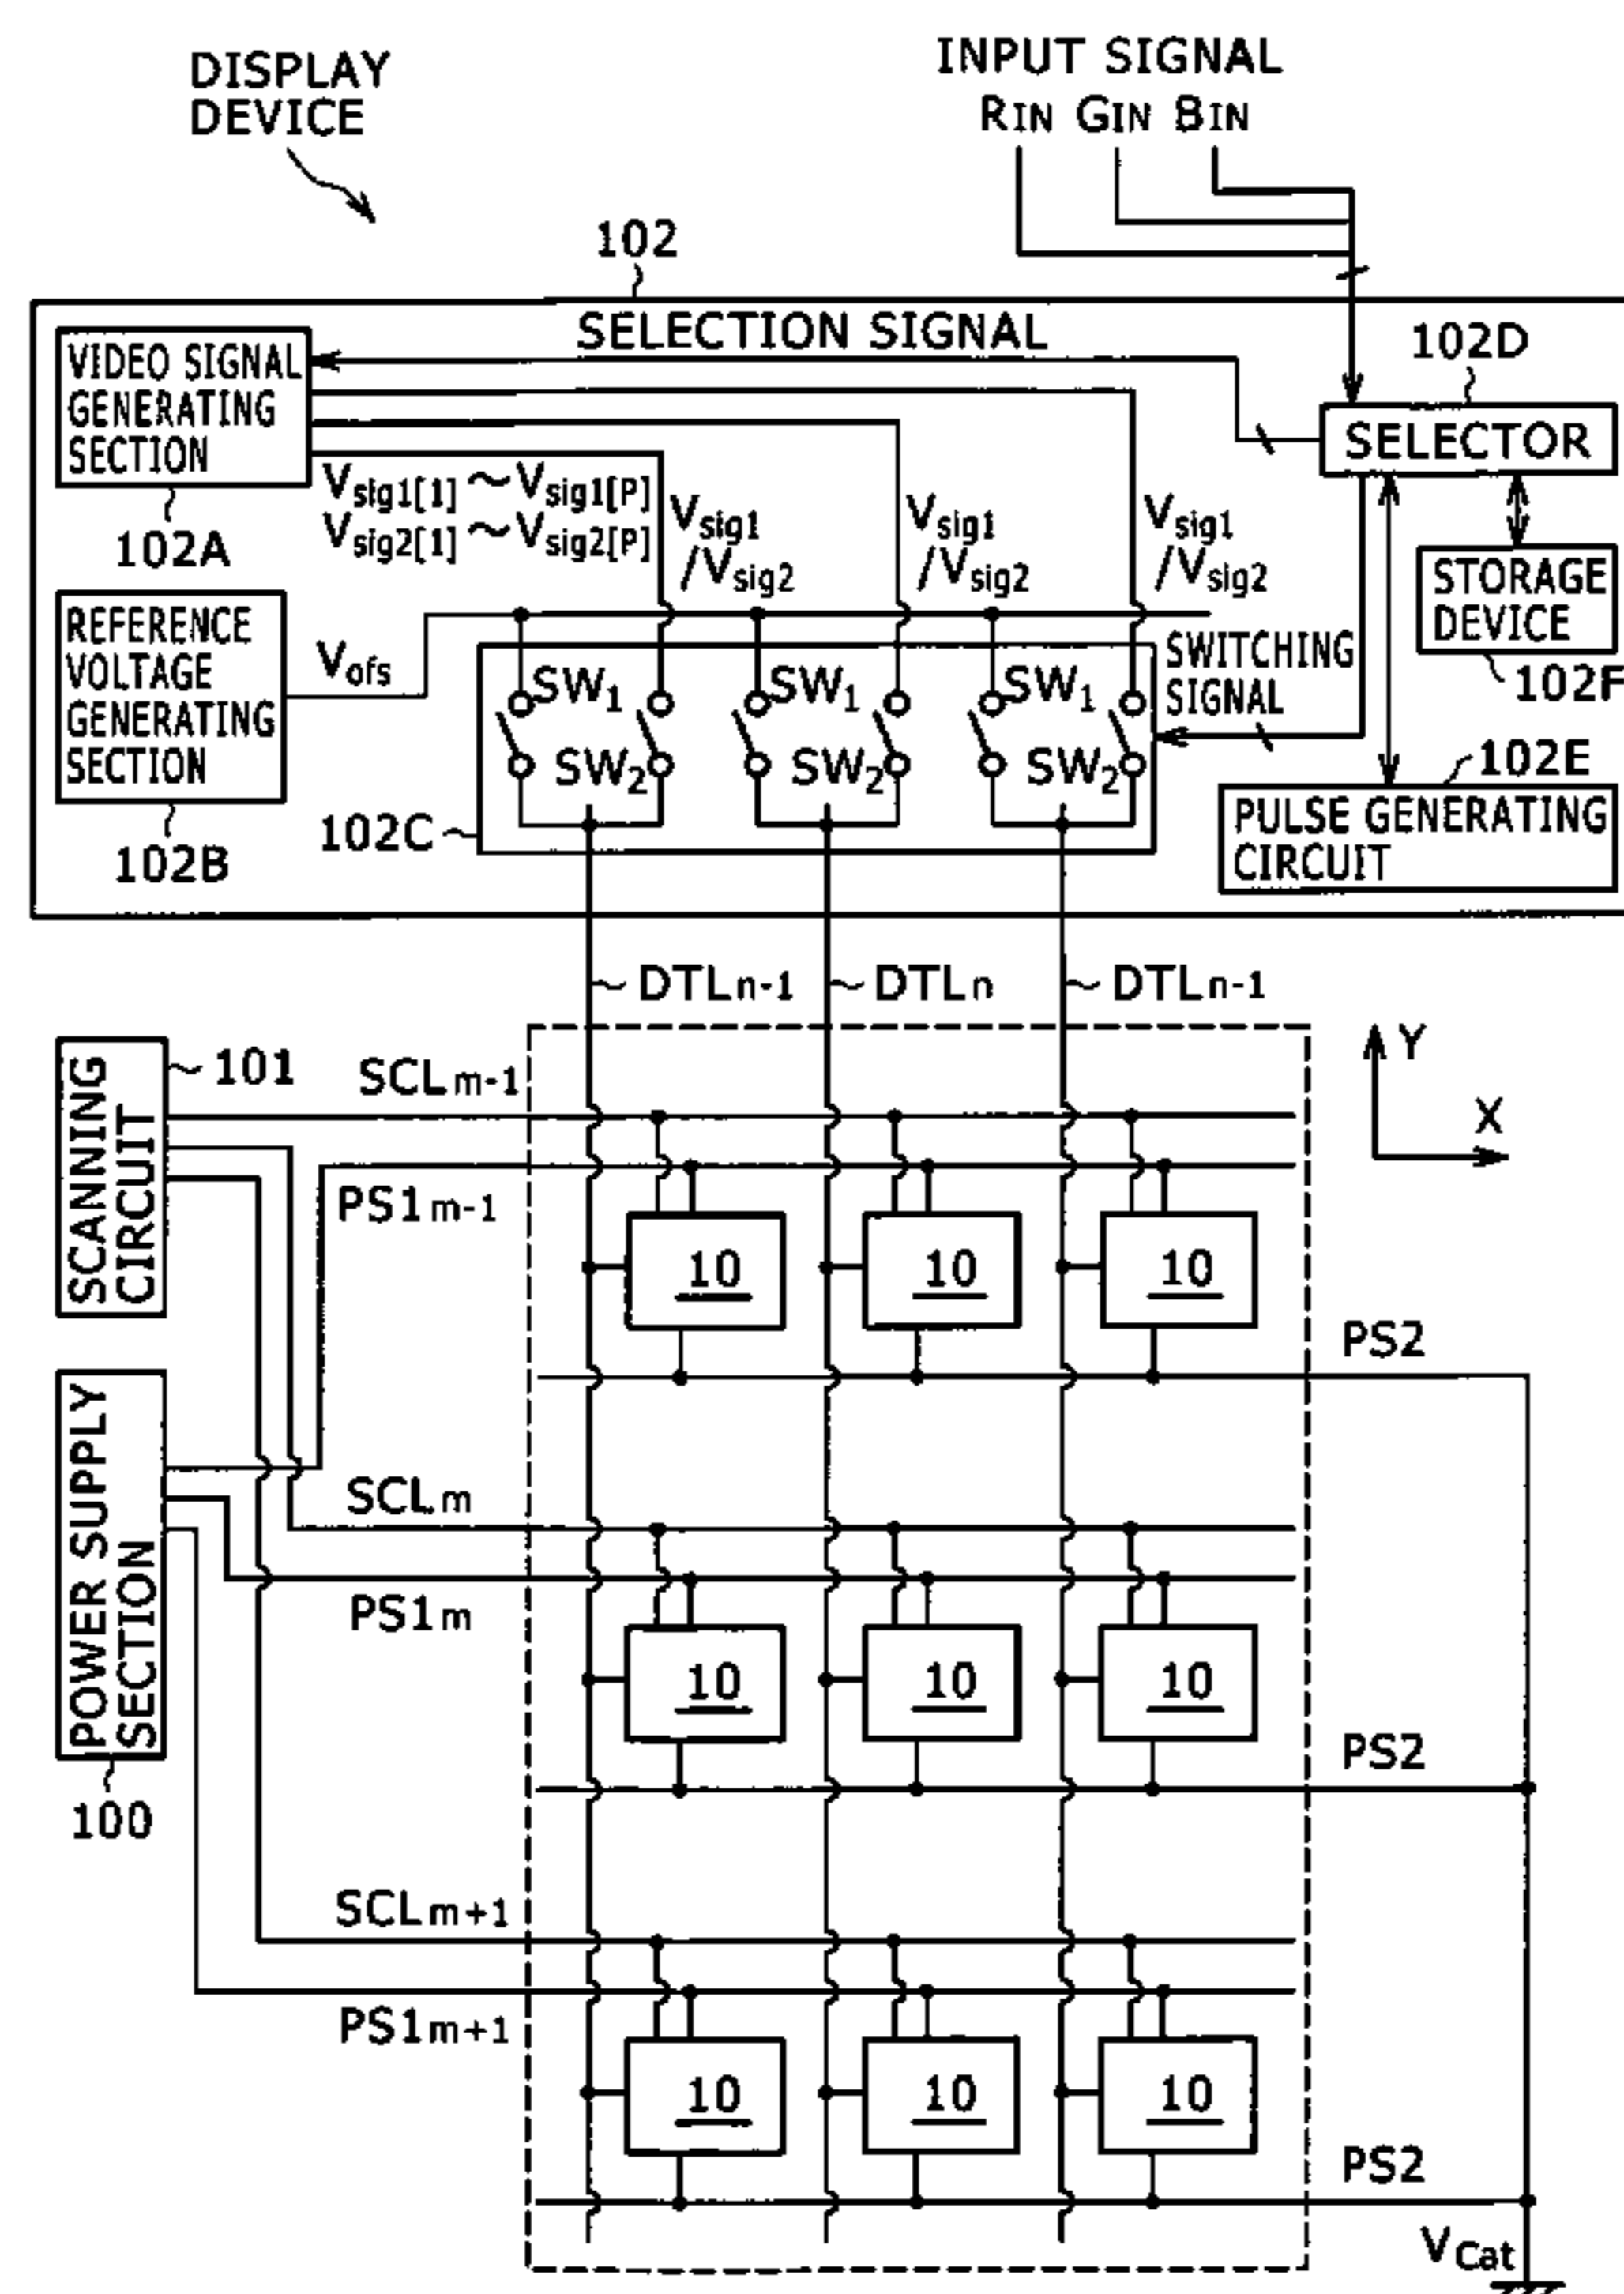 DISPLAY
DEVICE
INPUT SIGNAL
RIN GIN BIN
102
SELECTION SIGNAL
VIDEO SIGNAL
GENERATING
SECTION
102A
102D
SELECTOR
Vsig1[1]~Vsig1[P]
Vsig2[1]~Vsig2[P]
Vsig1
/Vsig2
Vsig1
/Vsig2
Vsig1
/Vsig2
STORAGE
DEVICE
102F
REFERENCE
VOLTAGE
GENERATING
SECTION
102B
Vofs
SW1
SW2
SW1
SW2
SW1
SW2
SWITCHING
SIGNAL
102C
102E
PULSE GENERATING
CIRCUIT
DTLn-1
DTLn
DTLn-1
SCANNING
CIRCUIT
101
SCLm-1
PS1m-1
Y
X
10
10
10
PS2
POWER SUPPLY
SECTION
100
SCLm
PS1m
10
10
10
PS2
SCLm+1
PS1m+1
10
10
10
PS2
VCat